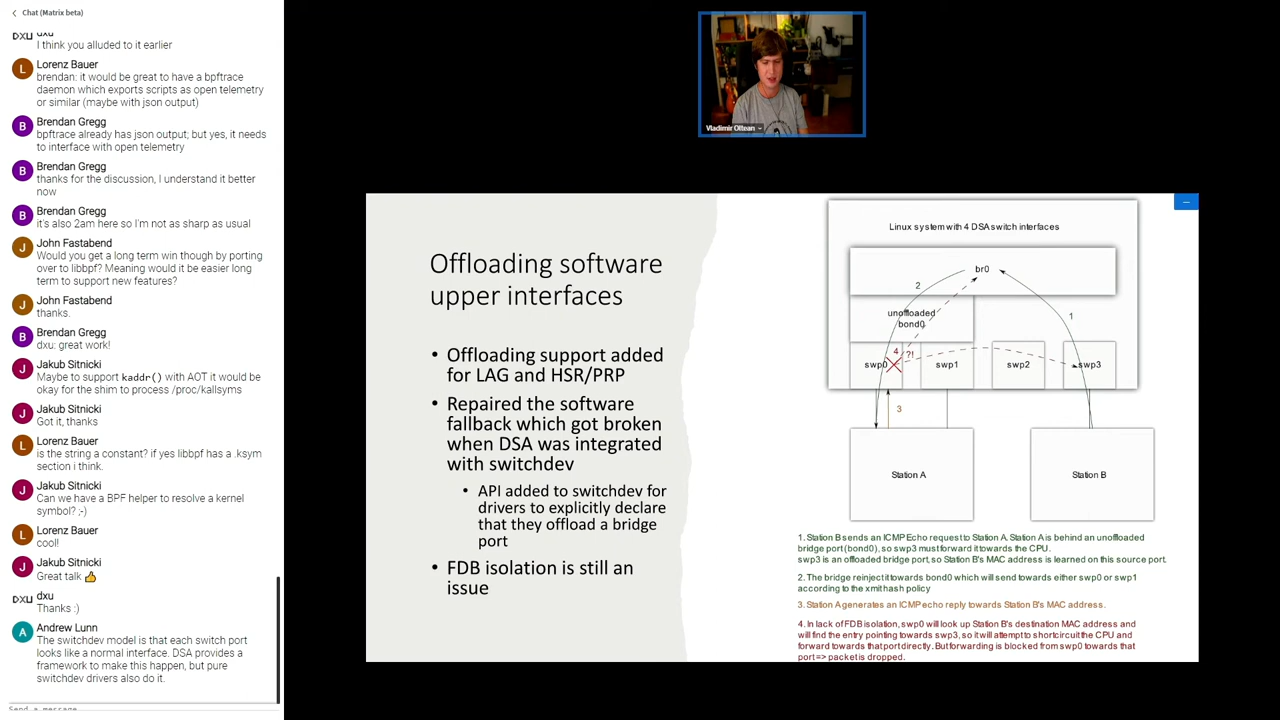 Chat (Matrix beta)
DXU dxu
I think you alluded to it earlier
L Lorenz Bauer
brendan: it would be great to have a bpftrace
daemon which exports scripts as open telemetry
or similar (maybe with json output)
B Brendan Gregg
bpftrace already has json output; but yes, it needs
to interface with open telemetry
B Brendan Gregg
thanks for the discussion, I understand it better
now
B Brendan Gregg
it's also 2am here so I'm not as sharp as usual
J John Fastabend
Would you get a long term win though by porting
over to libbpf? Meaning would it be easier long
term to support new features?
J John Fastabend
thanks.
B Brendan Gregg
dxu: great work!
J Jakub Sitnicki
Maybe to support kaddr() with AOT it would be
okay for the shim to process /proc/kallsyms
J Jakub Sitnicki
Got it, thanks
L Lorenz Bauer
is the string a constant? if yes libbpf has a .ksym
section i think.
J Jakub Sitnicki
Can we have a BPF helper to resolve a kernel
symbol? ;-)
L Lorenz Bauer
cool!
J Jakub Sitnicki
Great talk 👍
DXU dxu
Thanks :)
A Andrew Lunn
The switchdev model is that each switch port
looks like a normal interface. DSA provides a
framework to make this happen, but pure
switchdev drivers also do it.
Send a message
Vladimir Oltean
Offloading software
upper interfaces
• Offloading support added
for LAG and HSR/PRP
• Repaired the software
fallback which got broken
when DSA was integrated
with switchdev
• API added to switchdev for
drivers to explicitly declare
that they offload a bridge
port
• FDB isolation is still an
issue
Linux system with 4 DSA switch interfaces
br0
2
1
unoffloaded
bond0
4
?!
swp0
swp1
swp2
swp3
3
Station A
Station B
1. Station B sends an ICMP Echo request to Station A. Station A is behind an unoffloaded
bridge port (bond0), so swp3 must forward it towards the CPU.
swp3 is an offloaded bridge port, so Station B's MAC address is learned on this source port.
2. The bridge reinject it towards bond0 which will send towards either swp0 or swp1
according to the xmit hash policy
3. Station A generates an ICMP echo reply towards Station B's MAC address.
4. In lack of FDB isolation, swp0 will look up Station B's destination MAC address and
will find the entry pointing towards swp3, so it will attempt to shortcircuit the CPU and
forward towards that port directly. But forwarding is blocked from swp0 towards that
port => packet is dropped.